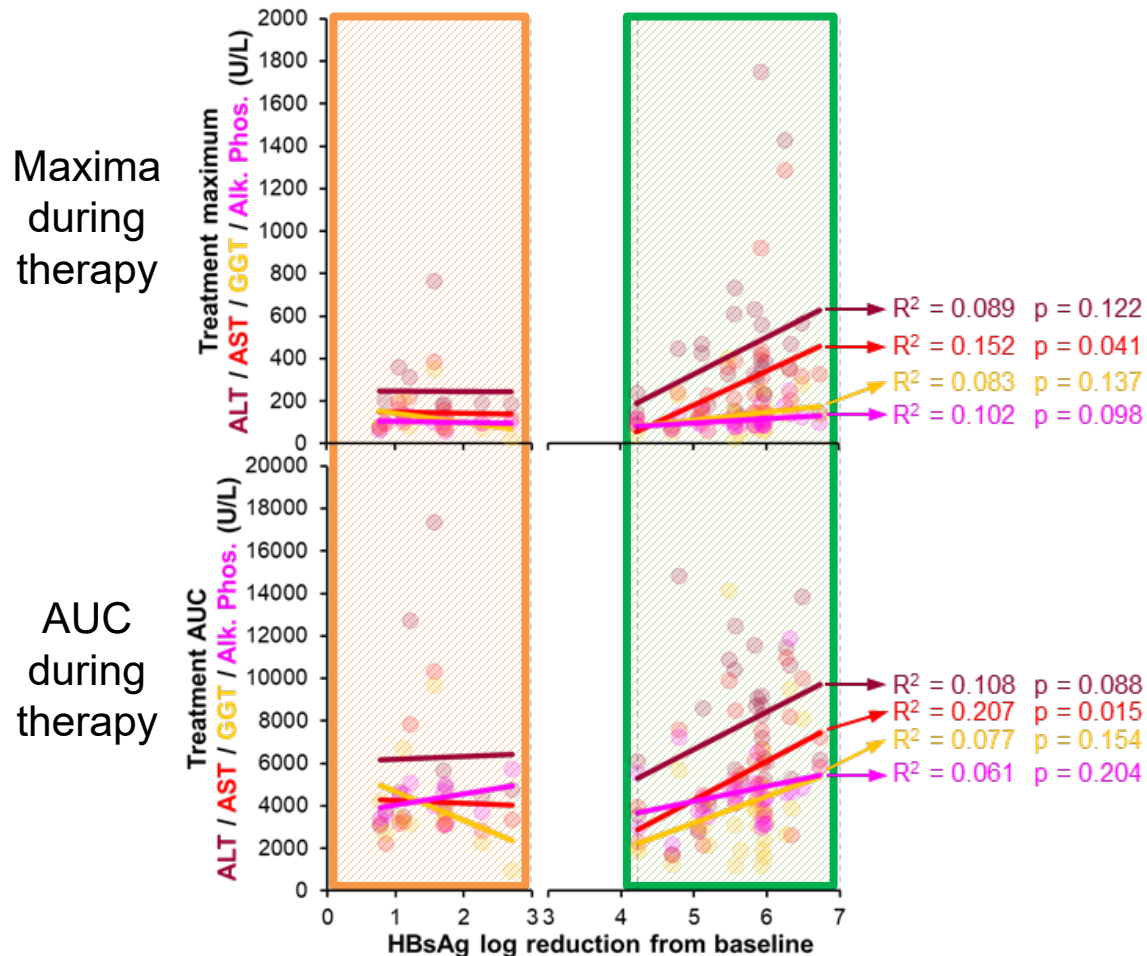 Maxima
during
therapy
Treatment maximum
ALT / AST / GGT / Alk. Phos. (U/L)
2000
1800
1600
1400
1200
1000
800
600
400
200
0
R² = 0.089 p = 0.122
R² = 0.152 p = 0.041
R² = 0.083 p = 0.137
R² = 0.102 p = 0.098
AUC
during
therapy
Treatment AUC
ALT / AST / GGT / Alk. Phos. (U/L)
20000
18000
16000
14000
12000
10000
8000
6000
4000
2000
0
R² = 0.108 p = 0.088
R² = 0.207 p = 0.015
R² = 0.077 p = 0.154
R² = 0.061 p = 0.204
0 1 2 3 3 4 5 6 7
HBsAg log reduction from baseline